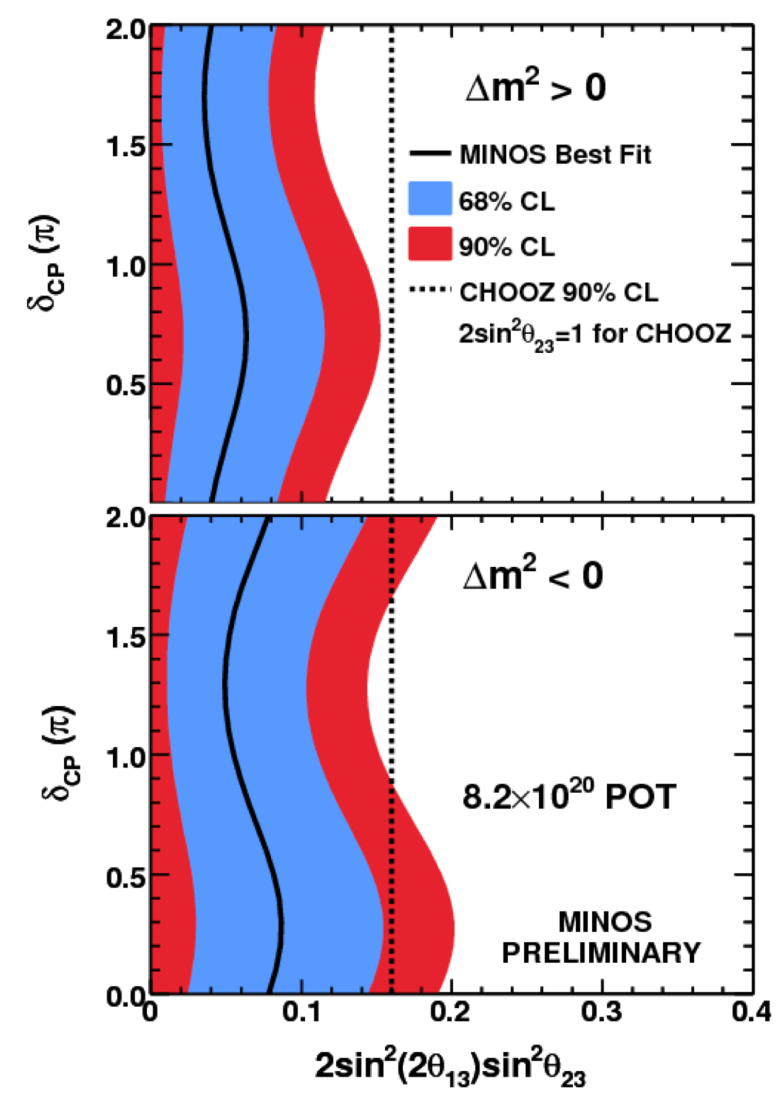 2.0
Δm² > 0
1.5
MINOS Best Fit
68% CL
90% CL
1.0
CHOOZ 90% CL
2sin²θ₂₃=1 for CHOOZ
0.5
δ_CP (π)
2.0
Δm² < 0
1.5
1.0
8.2×10²⁰ POT
0.5
MINOS
PRELIMINARY
0.0
δ_CP (π)
0 0.1 0.2 0.3 0.4
2sin²(2θ₁₃)sin²θ₂₃